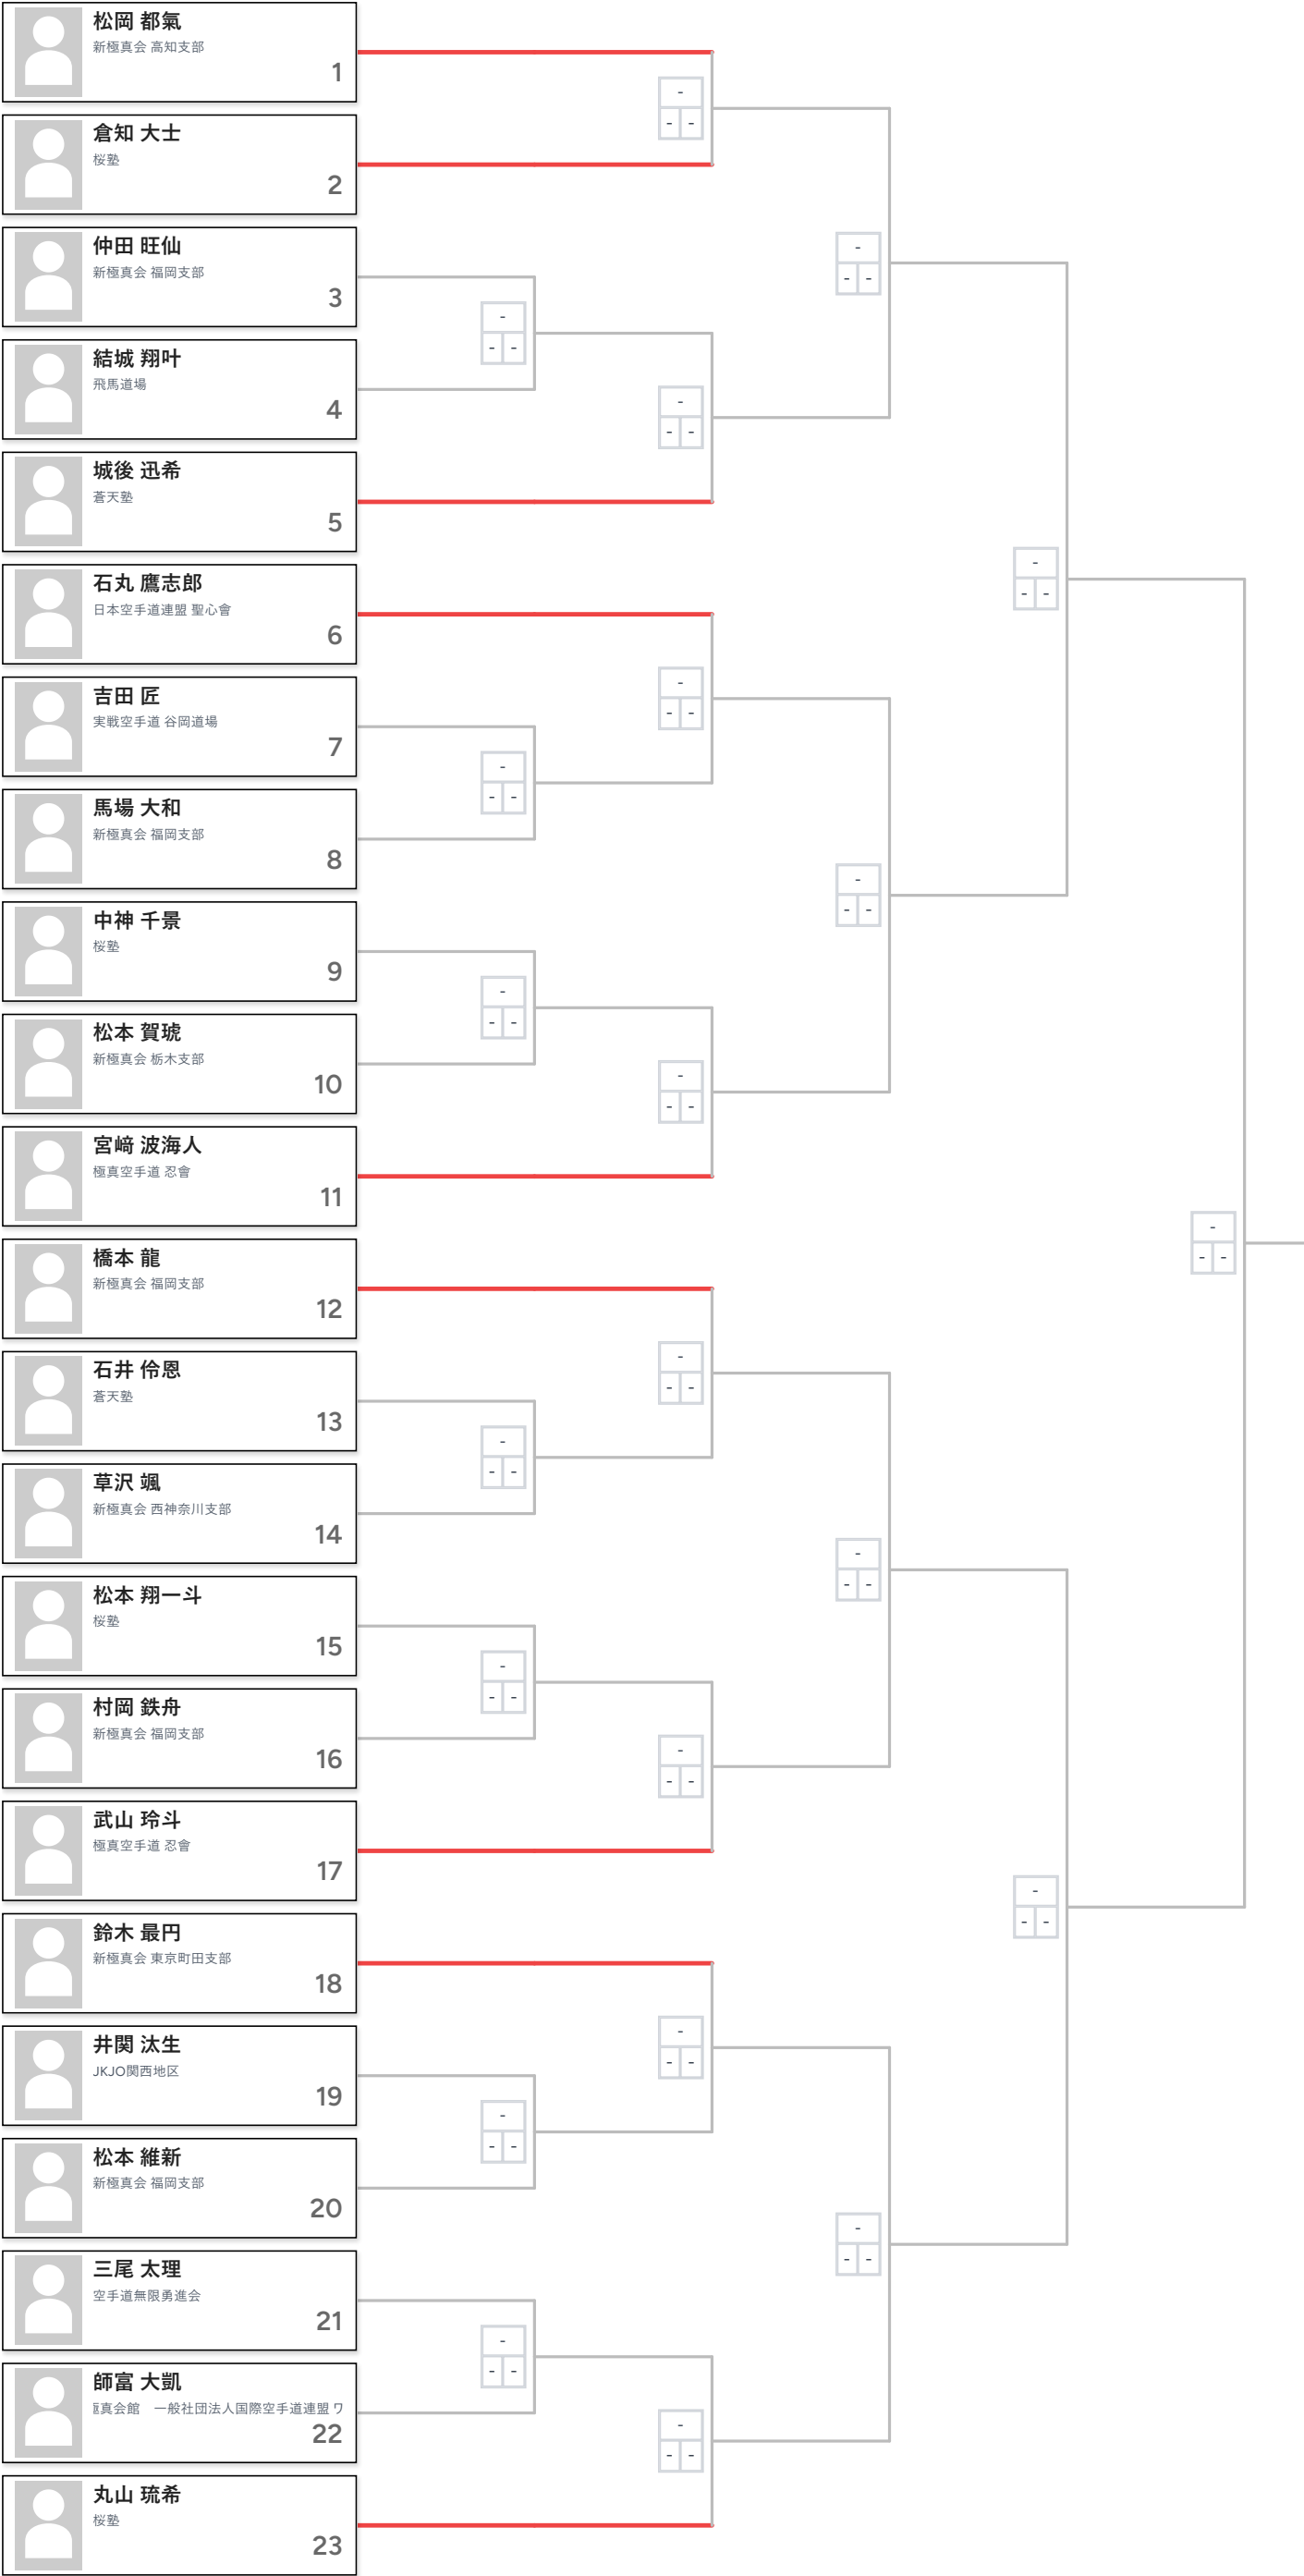 松岡 都氣
新極真会 高知支部
1
倉知 大士
桜塾
2
仲田 旺仙
新極真会 福岡支部
3
結城 翔叶
飛馬道場
4
城後 迅希
蒼天塾
5
石丸 鷹志郎
日本空手道連盟 聖心會
6
吉田 匠
実戦空手道 谷岡道場
7
馬場 大和
新極真会 福岡支部
8
中神 千景
桜塾
9
松本 賀琥
新極真会 栃木支部
10
宮﨑 波海人
極真空手道 忍會
11
橋本 龍
新極真会 福岡支部
12
石井 伶恩
蒼天塾
13
草沢 颯
新極真会 西神奈川支部
14
松本 翔一斗
桜塾
15
村岡 鉄舟
新極真会 福岡支部
16
武山 玲斗
極真空手道 忍會
17
鈴木 最円
新極真会 東京町田支部
18
井関 汰生
JKJO関西地区
19
松本 維新
新極真会 福岡支部
20
三尾 太理
空手道無限勇進会
21
師富 大凱
真会館　一般社団法人国際空手道連盟 ワ
22
丸山 琉希
桜塾
23